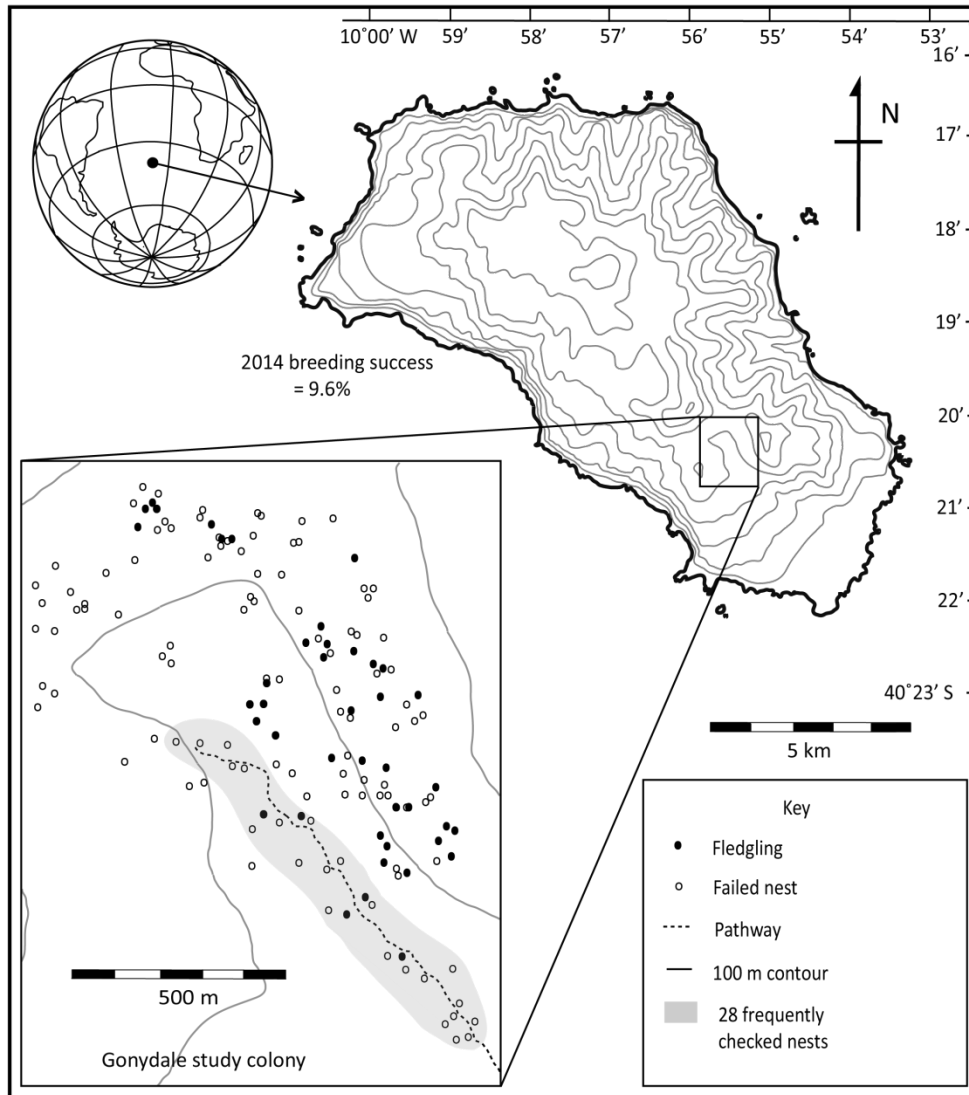 10°00’ W 59’ 58’ 57’ 56’ 55’ 54’ 53’
16’
17’
18’
19’
20’
21’
22’
40°23’ S
N
2014 breeding success
= 9.6%
5 km
500 m
Gonydale study colony
Key
Fledgling
Failed nest
Pathway
100 m contour
28 frequently
checked nests